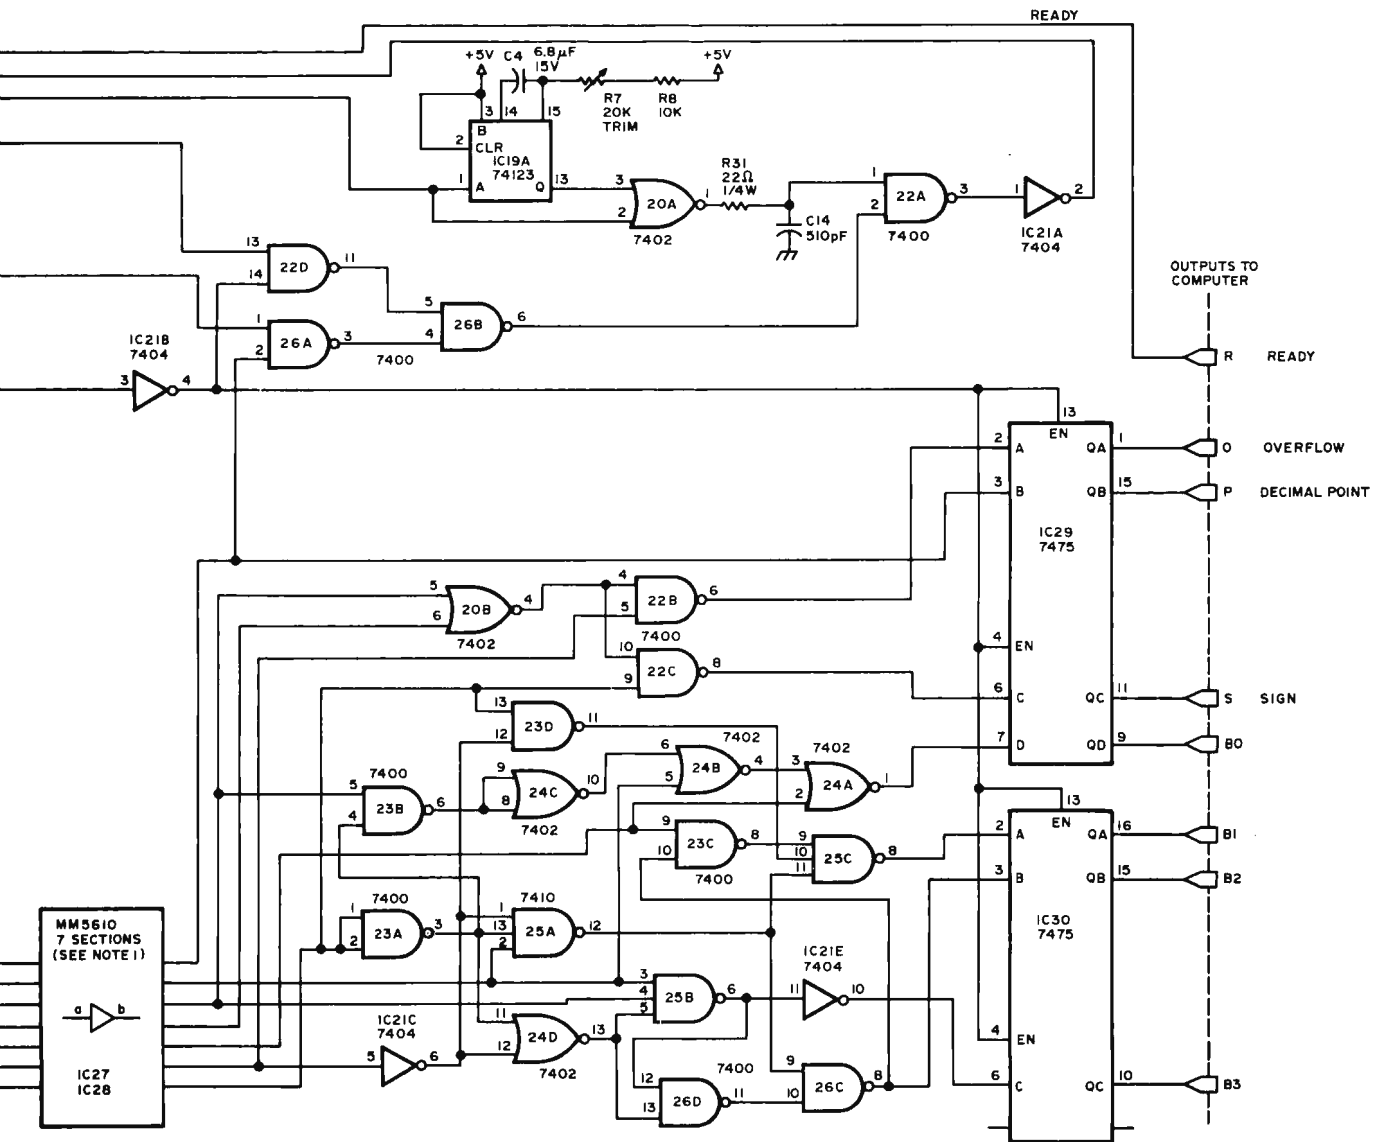 READY
+5V C4 6.8µF +5V
15V
3 14 15
R7 R8
20K 10K
TRIM
B
2 CLR
IC19A
74123
1 A Q 13
3 2 20A 1
7402
R31
22Ω
1/4W
C14
510pF
1 2 22A 3
7400
1 2
IC21A
7404
13 14 22D 11
1 2 26A 3
7400
5 4 26B 6
IC21B
7404
3 4
OUTPUTS TO
COMPUTER
R READY
13
EN
2 A QA 1 O OVERFLOW
3 B QB 15 P DECIMAL POINT
IC29
7475
4 EN
6 C QC 11 S SIGN
7 D QD 9 B0
5 6 20B 4
7402
4 5 22B 6
7400
10 9 22C 8
13 12 23D 11
7400
5 4 23B 6
9 8 24C 10
7402
7402
6 5 24B 4
7402
3 2 24A 1
9 10 23C 8
7400
9 10 11 25C 8
13
EN
2 A QA 16 B1
3 B QB 15 B2
IC30
7475
4 EN
6 C QC 10 B3
7400
1 2 23A 3
7410
1 13 2 25A 12
3 4 5 25B 6
IC21E
7404
11 10
MM5610
7 SECTIONS
(SEE NOTE 1)
a b
IC27
IC28
IC21C
7404
5 6
11 12 24D 13
7402
12 13 26D 11
7400
9 10 26C 8